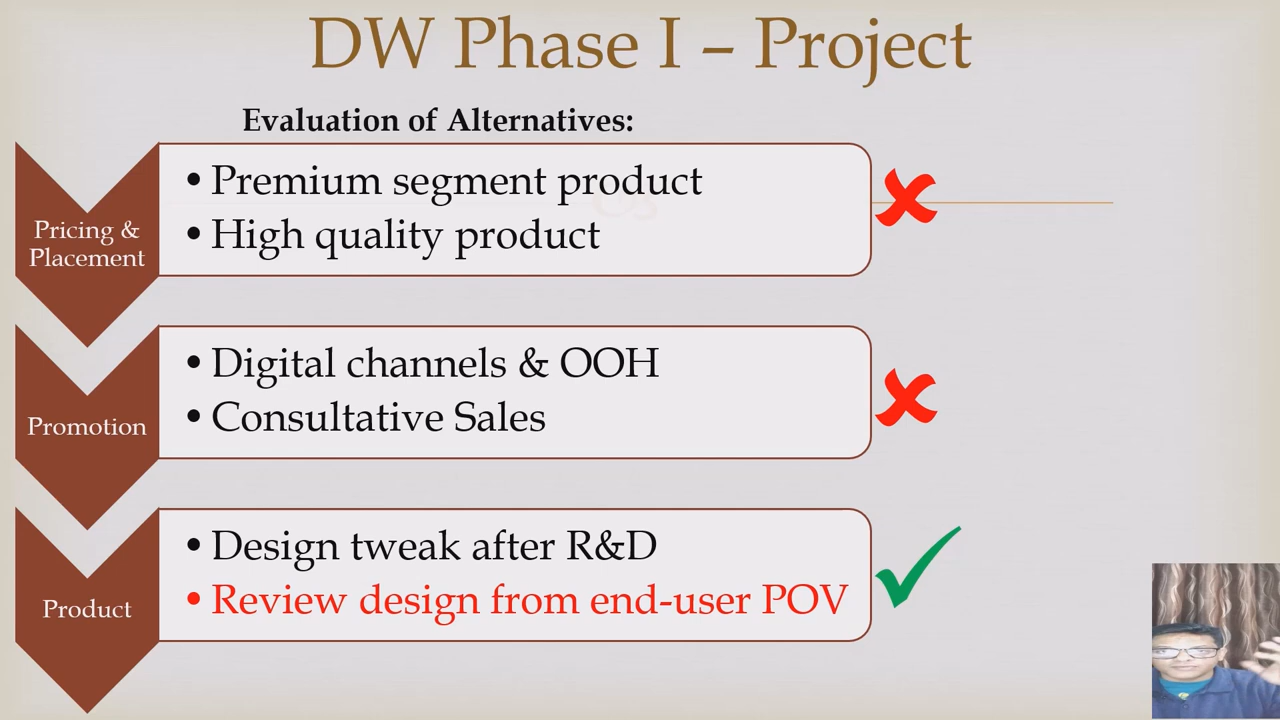 DW Phase I – Project
Evaluation of Alternatives:
Pricing &
Placement
• Premium segment product
• High quality product
Promotion
• Digital channels & OOH
• Consultative Sales
Product
• Design tweak after R&D
• Review design from end-user POV